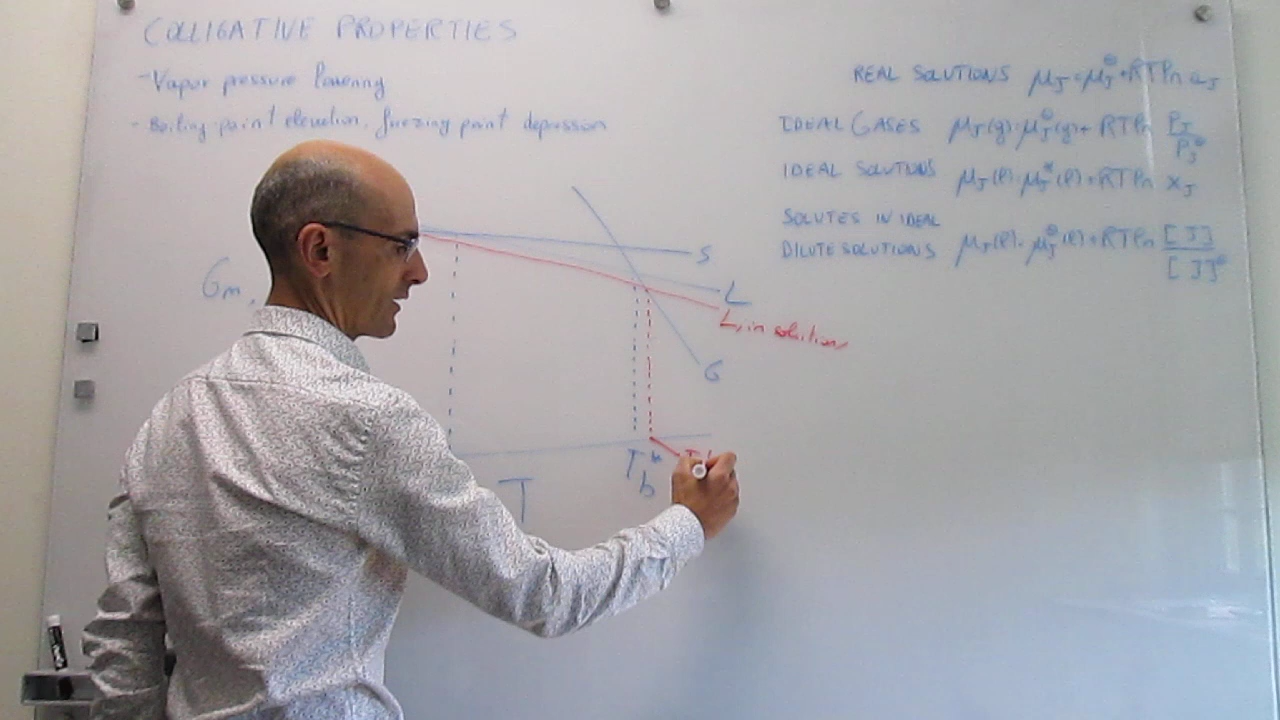 COLLIGATIVE PROPERTIES
- Vapor pressure lowering
- Boiling point elevation, freezing point depression
REAL SOLUTIONS μJ = μJ⊖ + RT ln aJ
IDEAL GASES μJ(g) = μJ⊖(g) + RT ln PJ/PJ⊖
IDEAL SOLUTIONS μJ(l) = μJ*(l) + RT ln xJ
SOLUTES IN IDEAL
DILUTE SOLUTIONS μJ(l) = μJ⊖(l) + RT ln [J]/[J]⊖
Gm,
S
L
L, in solution
G
Tb*
T